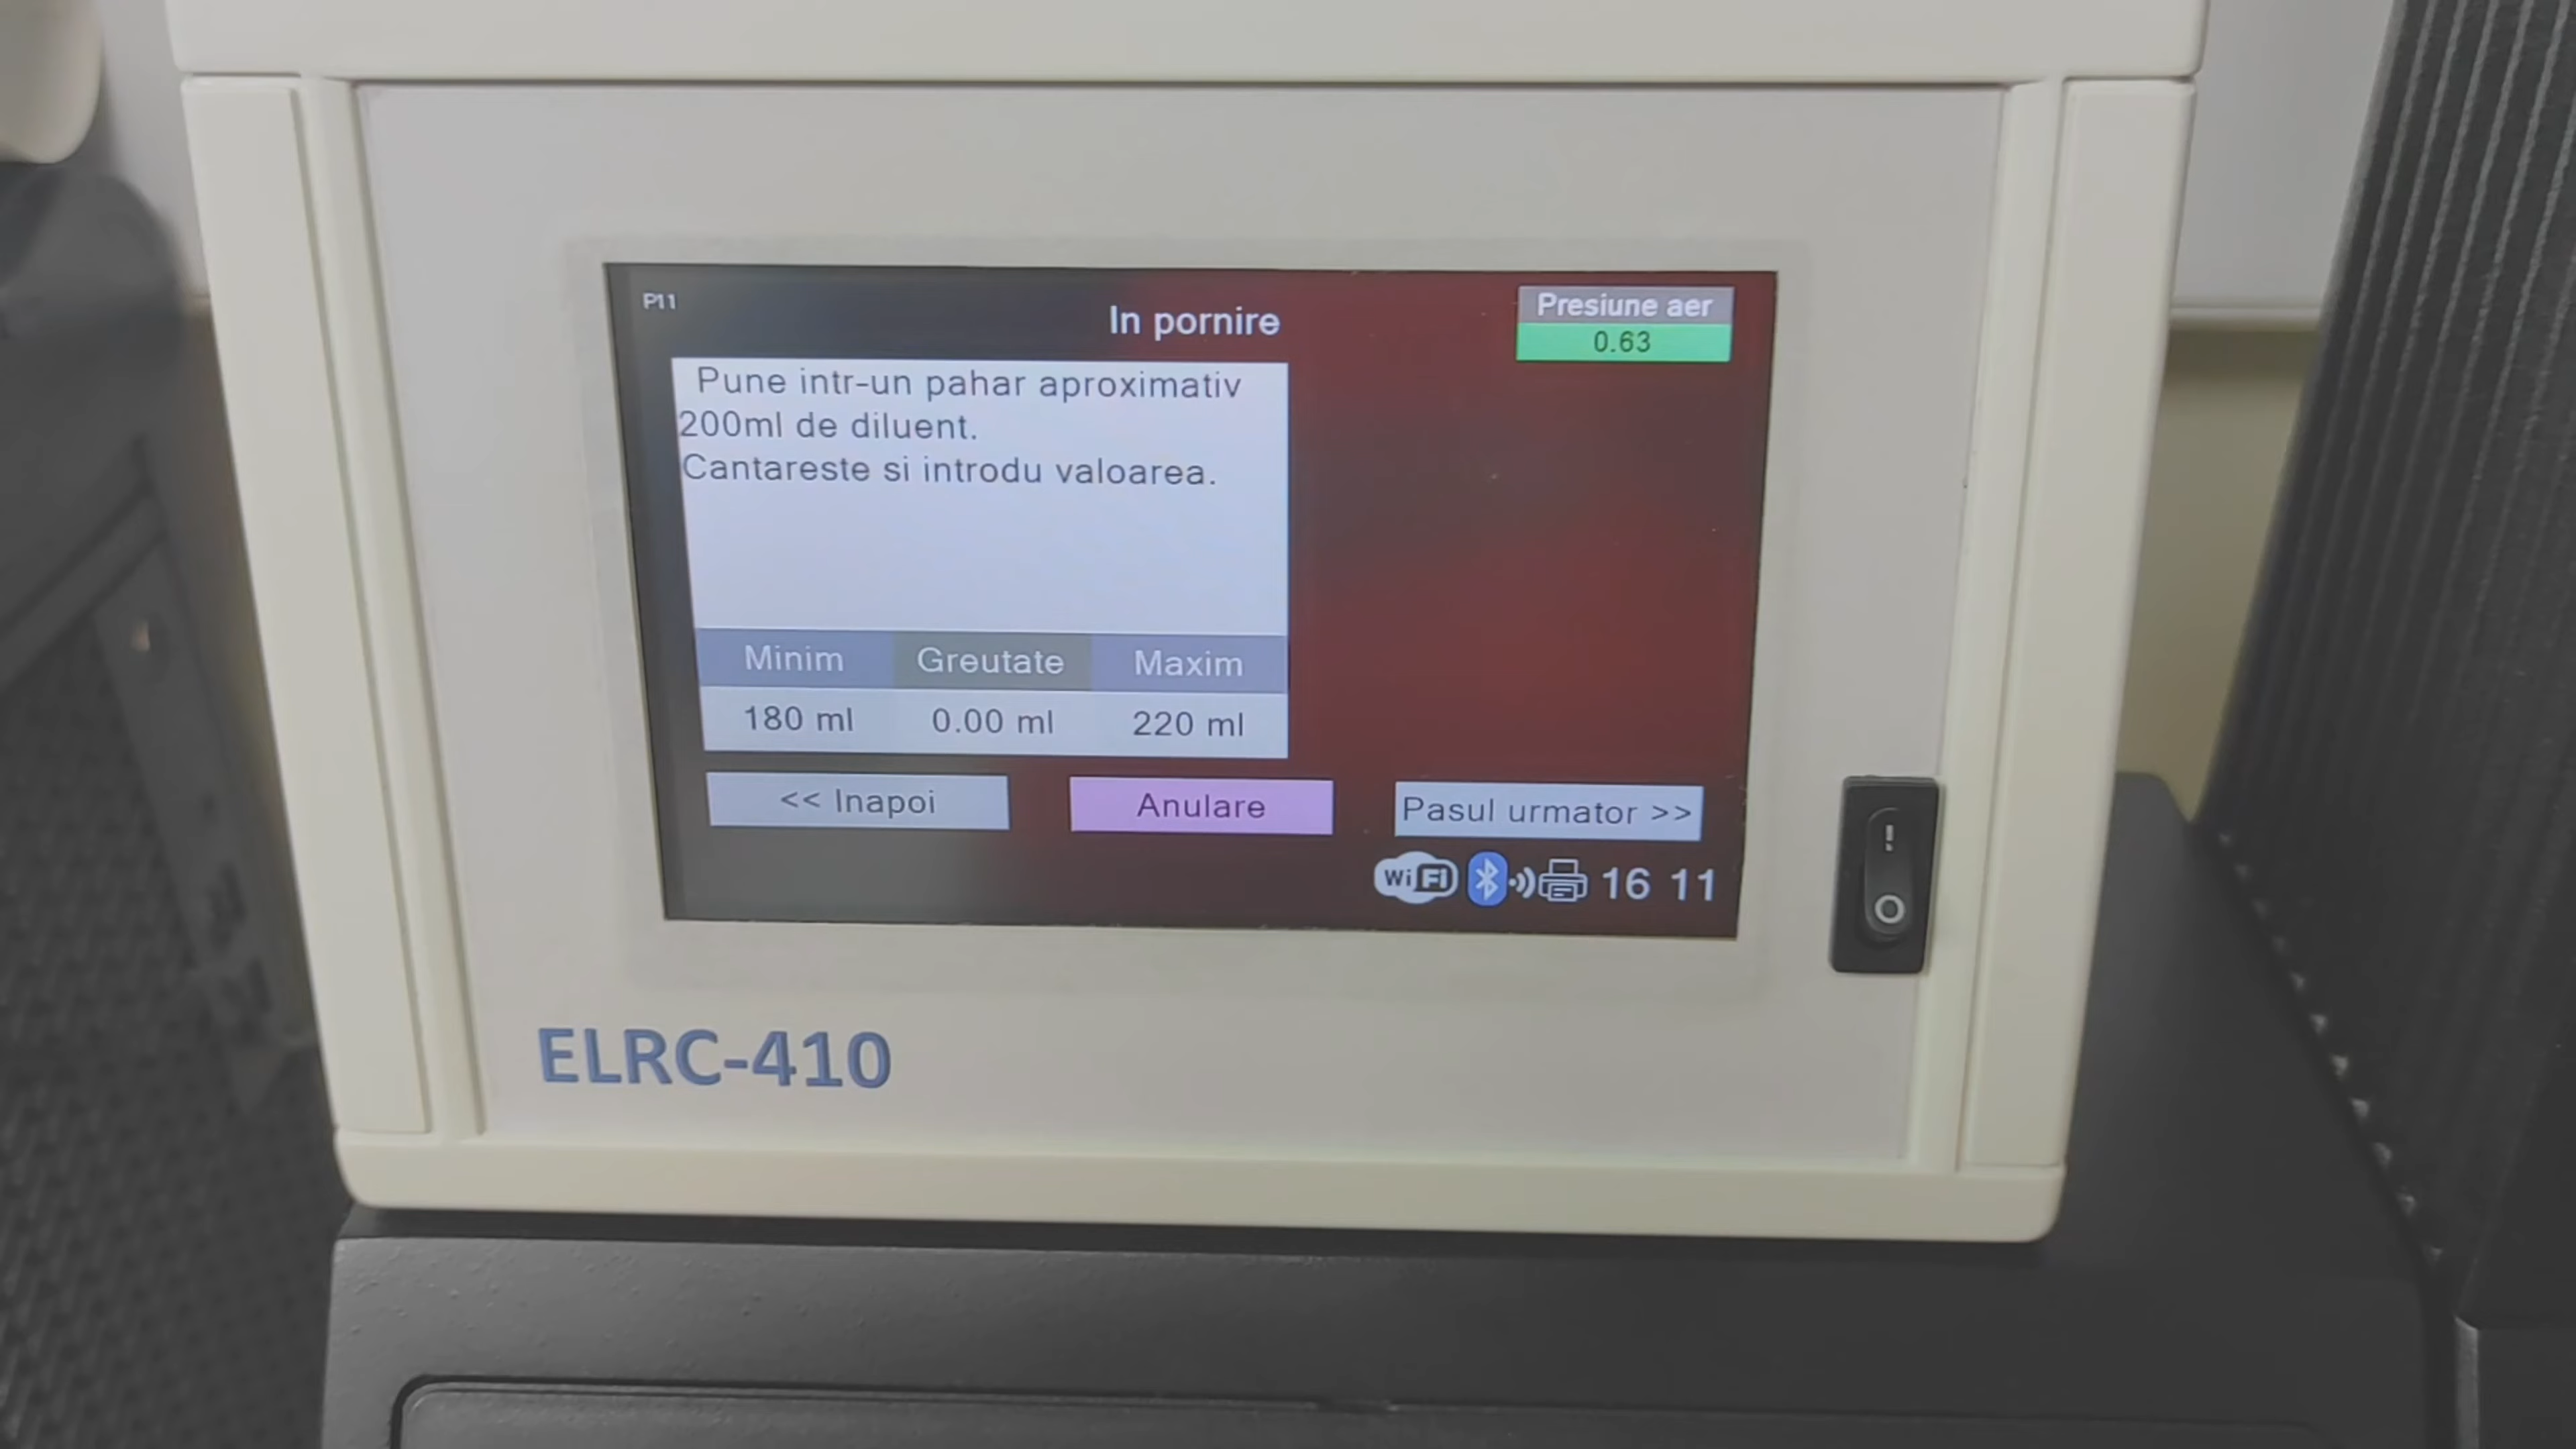 P11
In pornire
Presiune aer
0.63
Pune intr-un pahar aproximativ
200ml de diluent.
Cantareste si introdu valoarea.
Minim Greutate Maxim
180 ml 0.00 ml 220 ml
<< Inapoi Anulare Pasul urmator >>
WiFi 16 11
ELRC-410